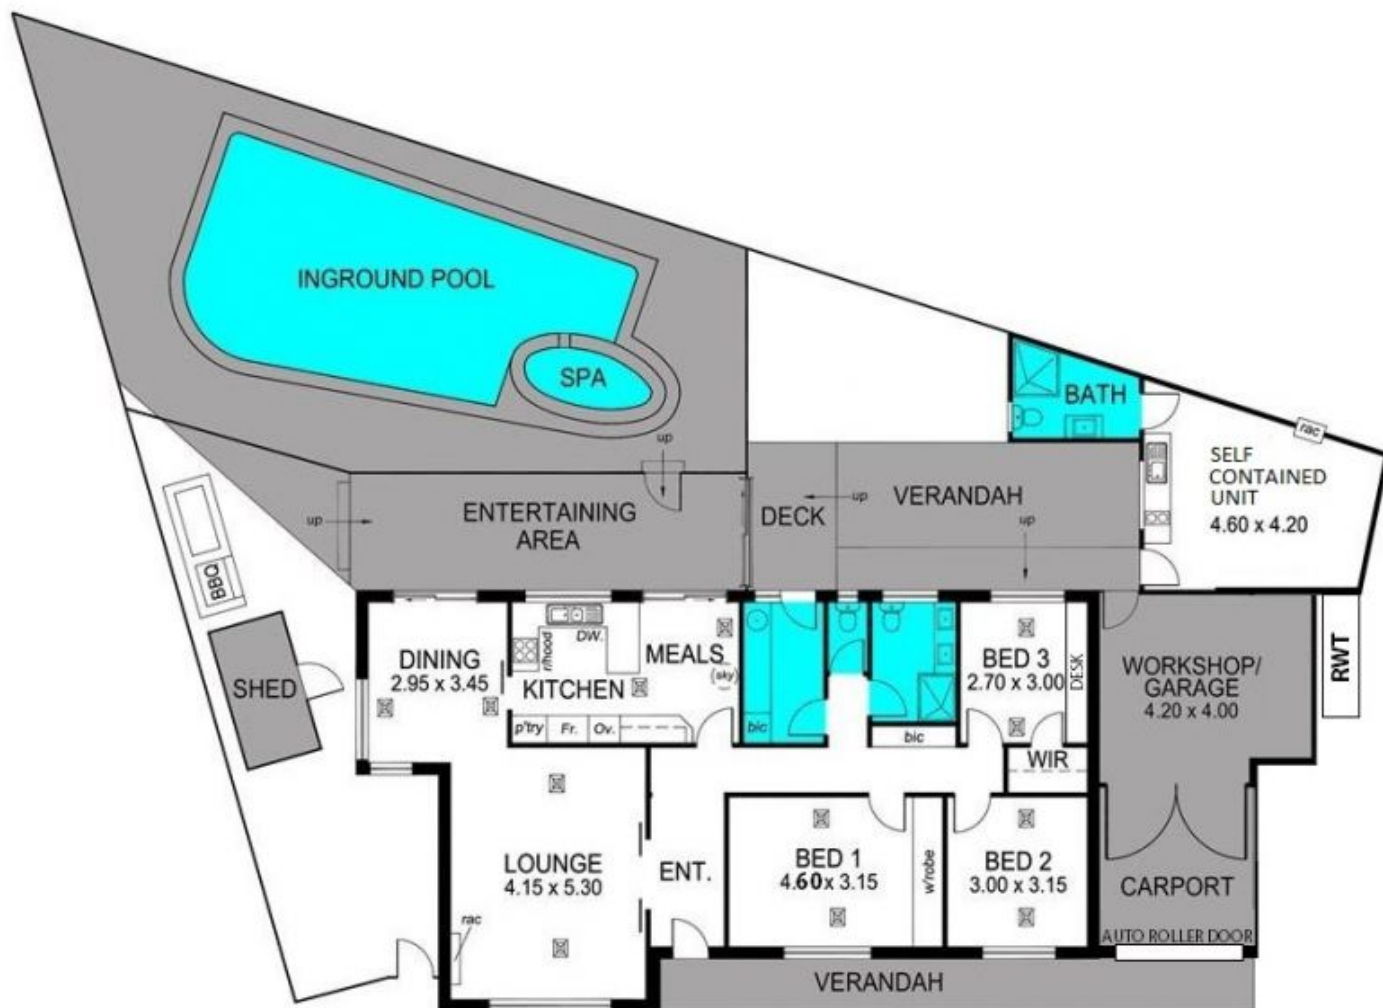 INGROUND POOL
SPA
BATH
up
rac
SELF
CONTAINED
UNIT
4.60 x 4.20
ENTERTAINING
AREA
up
DECK
up
VERANDAH
up
BBQ
SHED
DINING
2.95 x 3.45
r/hood
DW.
KITCHEN
MEALS
(sky)
p'try
Fr.
Ov.
b/c
bic
BED 3
2.70 x 3.00
DESK
WIR
WORKSHOP/
GARAGE
4.20 x 4.00
RWT
LOUNGE
4.15 x 5.30
rac
ENT.
BED 1
4.60 x 3.15
w'robe
BED 2
3.00 x 3.15
CARPORT
AUTO ROLLER DOOR
VERANDAH